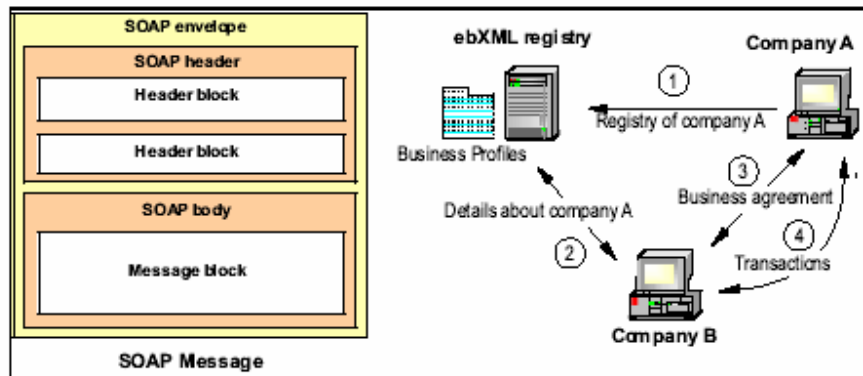 SOAP envelope
SOAP header
Header block
Header block
SOAP body
Message block
SOAP Message
ebXML registry
Company A
1
Registry of company A
Business Profiles
3
Business agreement
Details about company A
2
4
Transactions
Company B